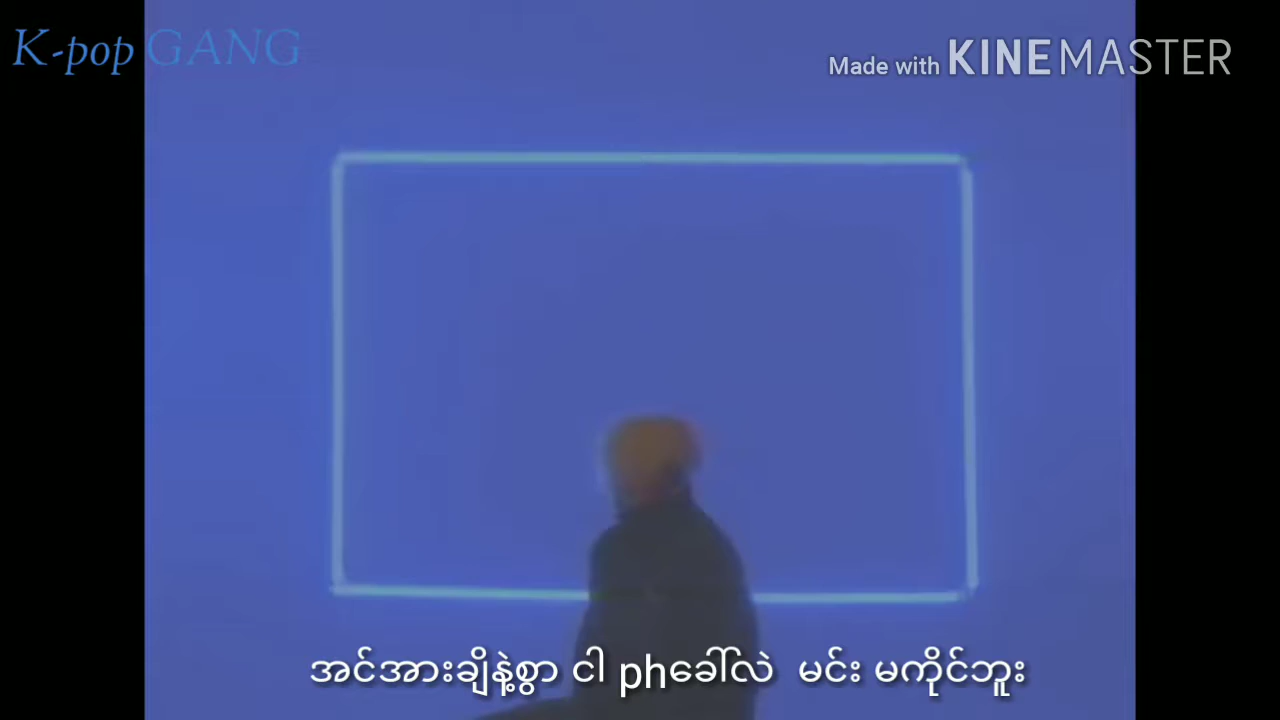 K-pop GANG
Made with KINEMASTER
အင်အားချိနဲ့စွာ ငါ phခေါ်လဲ မင်း မကိုင်ဘူး